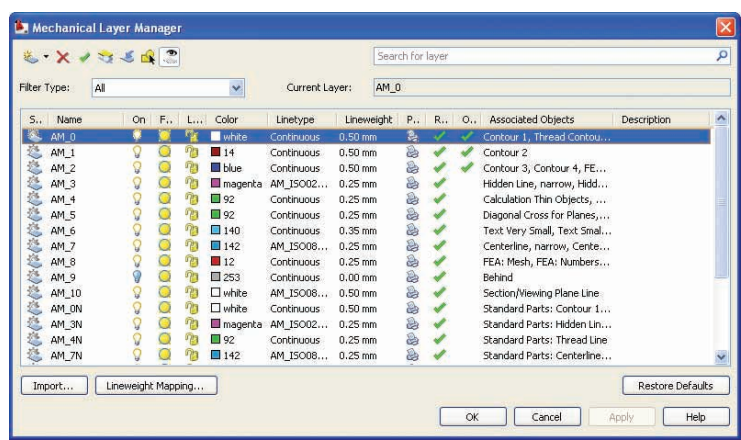 Mechanical Layer Manager
Search for layer
Filter Type: All Current Layer: AM_0
S.. Name On F.. L... Color Linetype Lineweight P.. R.. O.. Associated Objects Description
AM_0 white Continuous 0.50 mm Contour 1, Thread Contou...
AM_1 14 Continuous 0.50 mm Contour 2
AM_2 blue Continuous 0.50 mm Contour 3, Contour 4, FE...
AM_3 magenta AM_ISO02... 0.25 mm Hidden Line, narrow, Hidd...
AM_4 92 Continuous 0.25 mm Calculation Thin Objects, ...
AM_5 92 Continuous 0.25 mm Diagonal Cross for Planes,...
AM_6 140 Continuous 0.35 mm Text Very Small, Text Smal...
AM_7 142 AM_ISO08... 0.25 mm Centerline, narrow, Cente...
AM_8 12 Continuous 0.25 mm FEA: Mesh, FEA: Numbers...
AM_9 253 Continuous 0.00 mm Behind
AM_10 white AM_ISO08... 0.50 mm Section/Viewing Plane Line
AM_0N white Continuous 0.50 mm Standard Parts: Contour 1...
AM_3N magenta AM_ISO02... 0.25 mm Standard Parts: Hidden Lin...
AM_4N 92 Continuous 0.25 mm Standard Parts: Thread Line
AM_7N 142 AM_ISO08... 0.25 mm Standard Parts: Centerline...
Import... Lineweight Mapping... Restore Defaults
OK Cancel Apply Help